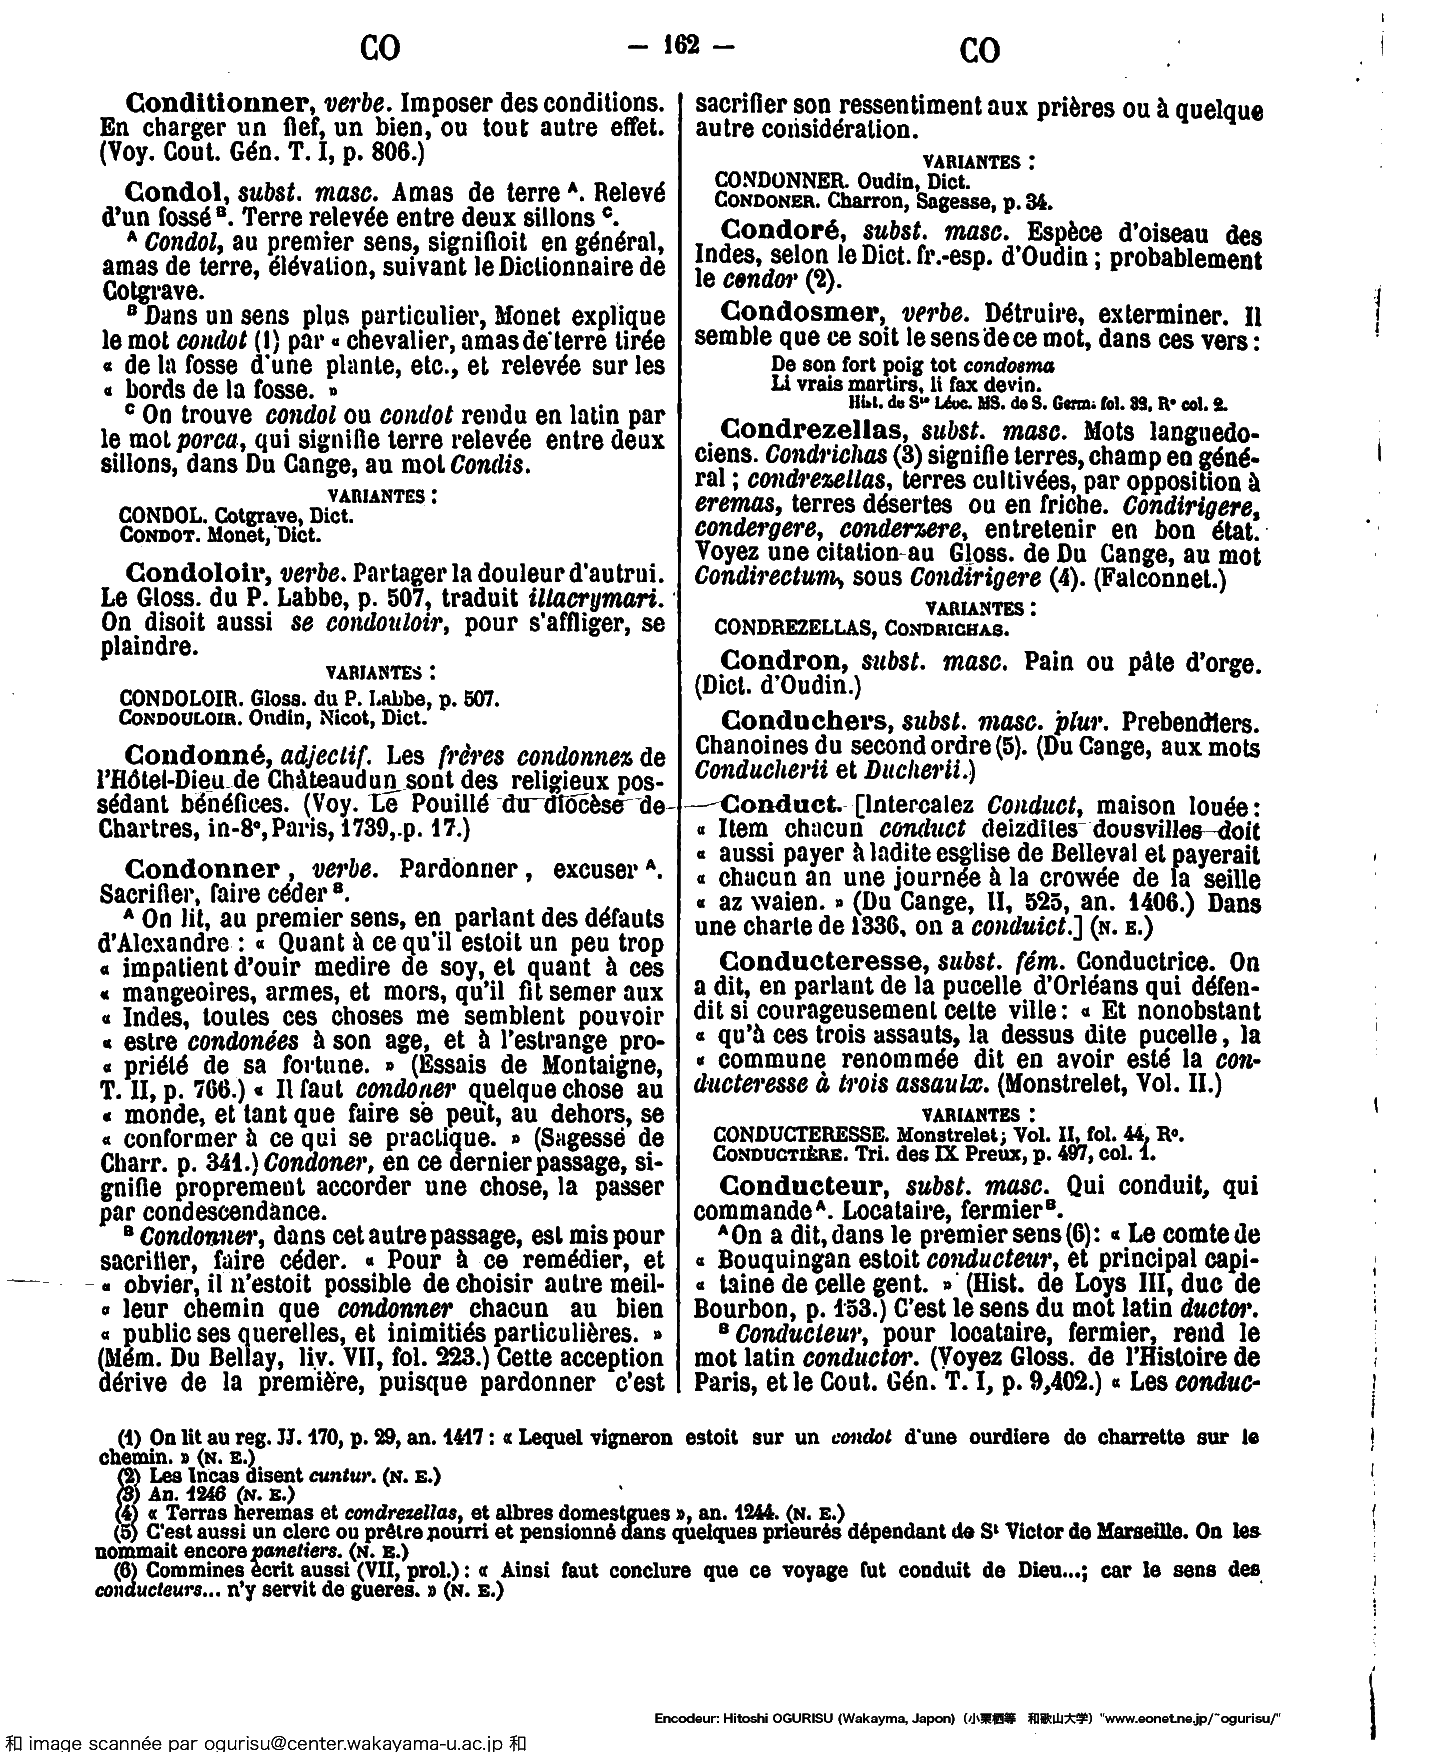 CO
— 162 —
CO
Conditionner, verbe. Imposer des conditions.
En charger un fief, un bien, ou tout autre effet.
(Voy. Cout. Gén. T. I, p. 806.)
Condol, subst. masc. Amas de terre A. Relevé
d'un fossé B. Terre relevée entre deux sillons C.
A Condol, au premier sens, signifioit en général,
amas de terre, élévation, suivant le Dictionnaire de
Cotgrave.
B Dans un sens plus particulier, Monet explique
le mot condot (1) par « chevalier, amas de terre tirée
« de la fosse d'une plante, etc., et relevée sur les
« bords de la fosse. »
C On trouve condol ou condot rendu en latin par
le mot porca, qui signifie terre relevée entre deux
sillons, dans Du Cange, au mot Condis.
VARIANTES :
CONDOL. Cotgrave, Dict.
CONDOT. Monet, Dict.
Condoloir, verbe. Partager la douleur d'autrui.
Le Gloss. du P. Labbe, p. 507, traduit illacrymari.
On disoit aussi se condouloir, pour s'affliger, se
plaindre.
VARIANTES :
CONDOLOIR. Gloss. du P. Labbe, p. 507.
CONDOULOIR. Oudin, Nicot, Dict.
Condonné, adjectif. Les frères condonnez de
l'Hôtel-Dieu de Châteaudun sont des religieux pos-
sédant bénéfices. (Voy. Le Pouillé du diocèse de
Chartres, in-8°, Paris, 1739, p. 17.)
Condonner, verbe. Pardonner, excuser A.
Sacrifier, faire céder B.
A On lit, au premier sens, en parlant des défauts
d'Alexandre : « Quant à ce qu'il estoit un peu trop
« impatient d'ouir medire de soy, et quant à ces
« mangeoires, armes, et mors, qu'il fit semer aux
« Indes, toutes ces choses me semblent pouvoir
« estre condonées à son age, et à l'estrange pro-
« priété de sa fortune. » (Essais de Montaigne,
T. II, p. 766.) « Il faut condoner quelque chose au
« monde, et tant que faire se peut, au dehors, se
« conformer à ce qui se practique. » (Sagesse de
Charr. p. 341.) Condoner, en ce dernier passage, si-
gnifie proprement accorder une chose, la passer
par condescendance.
B Condonner, dans cet autre passage, est mis pour
sacrifier, faire céder. « Pour à ce remédier, et
« obvier, il n'estoit possible de choisir autre meil-
« leur chemin que condonner chacun au bien
« public ses querelles, et inimitiés particulières. »
(Mém. Du Bellay, liv. VII, fol. 223.) Cette acception
dérive de la première, puisque pardonner c'est
sacrifier son ressentiment aux prières ou à quelque
autre considération.
VARIANTES :
CONDONNER. Oudin, Dict.
CONDONER. Charron, Sagesse, p. 34.
Condoré, subst. masc. Espèce d'oiseau des
Indes, selon le Dict. fr.-esp. d'Oudin ; probablement
le condor (2).
Condosmer, verbe. Détruire, exterminer. Il
semble que ce soit le sens de ce mot, dans ces vers :
De son fort poig tot condosma
Li vrais martirs, li fax devin.
Hist. de Ste Léoc. MS. de S. Germ. fol. 32, R° col. 2.
Condrezellas, subst. masc. Mots languedo-
ciens. Condrichas (3) signifie terres, champ en géné-
ral ; condrezellas, terres cultivées, par opposition à
eremas, terres désertes ou en friche. Condirigere,
condergere, conderzere, entretenir en bon état.
Voyez une citation au Gloss. de Du Cange, au mot
Condirectum, sous Condirigere (4). (Falconnet.)
VARIANTES :
CONDREZELLAS, CONDRICHAS.
Condron, subst. masc. Pain ou pâte d'orge.
(Dict. d'Oudin.)
Conduchers, subst. masc. plur. Prebendiers.
Chanoines du second ordre (5). (Du Cange, aux mots
Conducherii et Ducherii.)
Conduct. [Intercalez Conduct, maison louée :
« Item chacun conduct deizdites dousvilles doit
« aussi payer à ladite esglise de Belleval et payerait
« chacun an une journée à la crowée de la seille
« az waien. » (Du Cange, II, 525, an. 1406.) Dans
une charte de 1336, on a conduict.] (N. E.)
Conducteresse, subst. fém. Conductrice. On
a dit, en parlant de la pucelle d'Orléans qui défen-
dit si courageusement cette ville : « Et nonobstant
« qu'à ces trois assauts, la dessus dite pucelle, la
« commune renommée dit en avoir esté la con-
ducteresse à trois assaulx. (Monstrelet, Vol. II.)
VARIANTES :
CONDUCTERESSE. Monstrelet, Vol. II, fol. 44, R°.
CONDUCTIÈRE. Tri. des IX Preux, p. 497, col. 1.
Conducteur, subst. masc. Qui conduit, qui
commande A. Locataire, fermier B.
A On a dit, dans le premier sens (6) : « Le comte de
« Bouquingan estoit conducteur, et principal capi-
« taine de celle gent. » (Hist. de Loys III, duc de
Bourbon, p. 153.) C'est le sens du mot latin ductor.
B Conducteur, pour locataire, fermier, rend le
mot latin conductor. (Voyez Gloss. de l'Histoire de
Paris, et le Cout. Gén. T. I, p. 9,402.) « Les conduc-
(1) On lit au reg. JJ. 170, p. 29, an. 1417 : « Lequel vigneron estoit sur un condot d'une ourdiere de charrette sur le
chemin. » (N. E.)
(2) Les Incas disent cuntur. (N. E.)
(3) An. 1246 (N. E.)
(4) « Terras heremas et condrezellas, et albres domestgues », an. 1244. (N. E.)
(5) C'est aussi un clerc ou prêtre nourri et pensionné dans quelques prieurés dépendant de St Victor de Marseille. On les
nommait encore panetiers. (N. E.)
(6) Commines écrit aussi (VII, prol.) : « Ainsi faut conclure que ce voyage fut conduit de Dieu...; car le sens des
conducteurs... n'y servit de gueres. » (N. E.)
Encodeur: Hitoshi OGURISU (Wakayma, Japon) (小栗栖等 和歌山大学) "www.eonet.ne.jp/~ogurisu/"
和 image scannée par ogurisu@center.wakayama-u.ac.jp 和